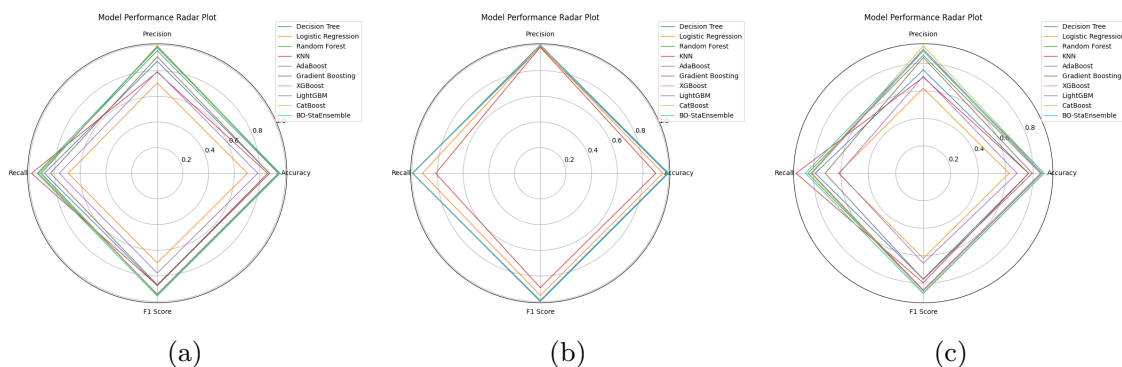 Model Performance Radar Plot
Precision
Decision Tree
Logistic Regression
Random Forest
KNN
AdaBoost
Gradient Boosting
XGBoost
LightGBM
CatBoost
BO-StaEnsemble
0.8
0.6
0.4
0.2
Recall
Accuracy
F1 Score
(a)
Model Performance Radar Plot
Precision
Decision Tree
Logistic Regression
Random Forest
KNN
AdaBoost
Gradient Boosting
XGBoost
LightGBM
CatBoost
BO-StaEnsemble
0.8
0.6
0.4
0.2
Recall
Accuracy
F1 Score
(b)
Model Performance Radar Plot
Precision
Decision Tree
Logistic Regression
Random Forest
KNN
AdaBoost
Gradient Boosting
XGBoost
LightGBM
CatBoost
BO-StaEnsemble
0.8
0.6
0.4
0.2
Recall
Accuracy
F1 Score
(c)